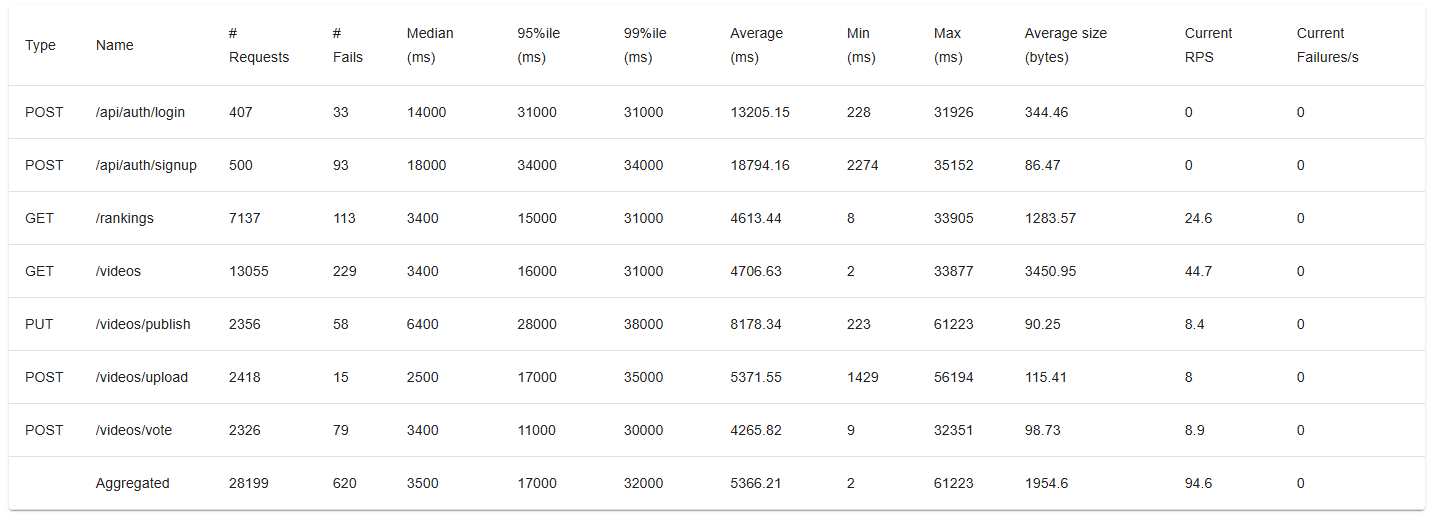 Type Name # Requests # Fails Median (ms) 95%ile (ms) 99%ile (ms) Average (ms) Min (ms) Max (ms) Average size (bytes) Current RPS Current Failures/s
POST /api/auth/login 407 33 14000 31000 31000 13205.15 228 31926 344.46 0 0
POST /api/auth/signup 500 93 18000 34000 34000 18794.16 2274 35152 86.47 0 0
GET /rankings 7137 113 3400 15000 31000 4613.44 8 33905 1283.57 24.6 0
GET /videos 13055 229 3400 16000 31000 4706.63 2 33877 3450.95 44.7 0
PUT /videos/publish 2356 58 6400 28000 38000 8178.34 223 61223 90.25 8.4 0
POST /videos/upload 2418 15 2500 17000 35000 5371.55 1429 56194 115.41 8 0
POST /videos/vote 2326 79 3400 11000 30000 4265.82 9 32351 98.73 8.9 0
Aggregated 28199 620 3500 17000 32000 5366.21 2 61223 1954.6 94.6 0